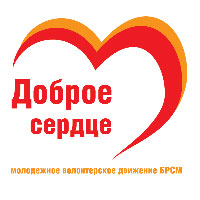 Доброе
сердце
молодежное волонтерское движение БРСМ